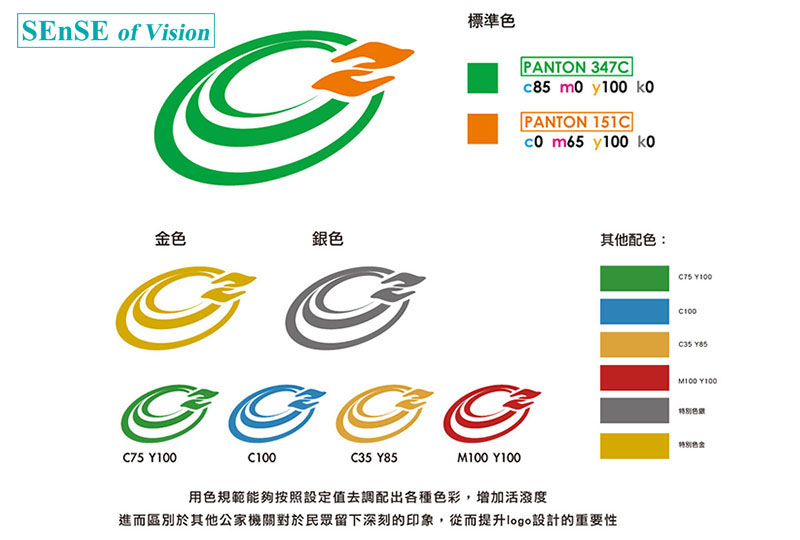 SEnSE of Vision
標準色
PANTON 347C
c85 m0 y100 k0
PANTON 151C
c0 m65 y100 k0
金色
銀色
其他配色：
C75 Y100
C100
C35 Y85
M100 Y100
特別色銀
特別色金
C75 Y100
C100
C35 Y85
M100 Y100
用色規範能夠按照設定值去調配出各種色彩，增加活潑度
進而區別於其他公家機關對於民眾留下深刻的印象，從而提升logo設計的重要性